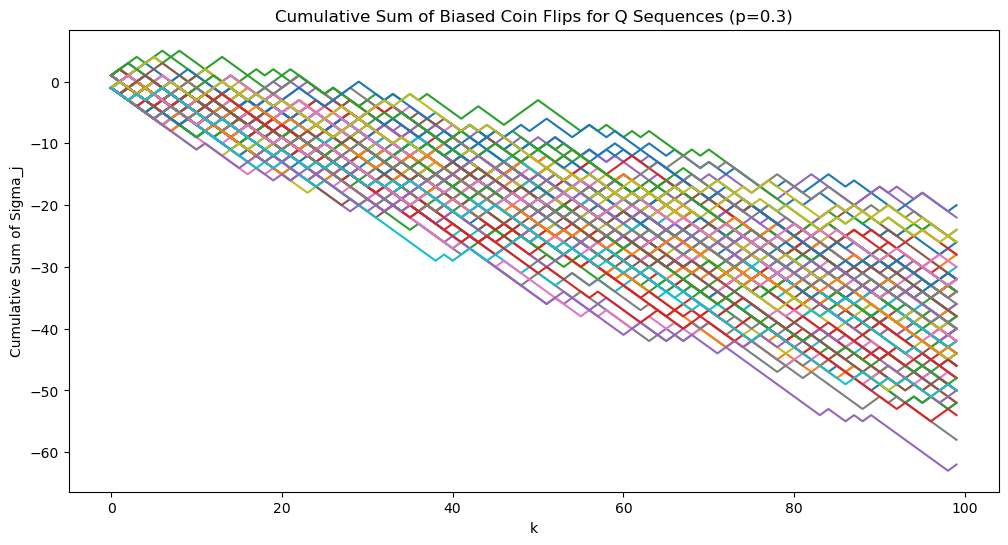 Cumulative Sum of Biased Coin Flips for Q Sequences (p=0.3)
Cumulative Sum of Sigma_j
0
−10
−20
−30
−40
−50
−60
0 20 40 60 80 100
k